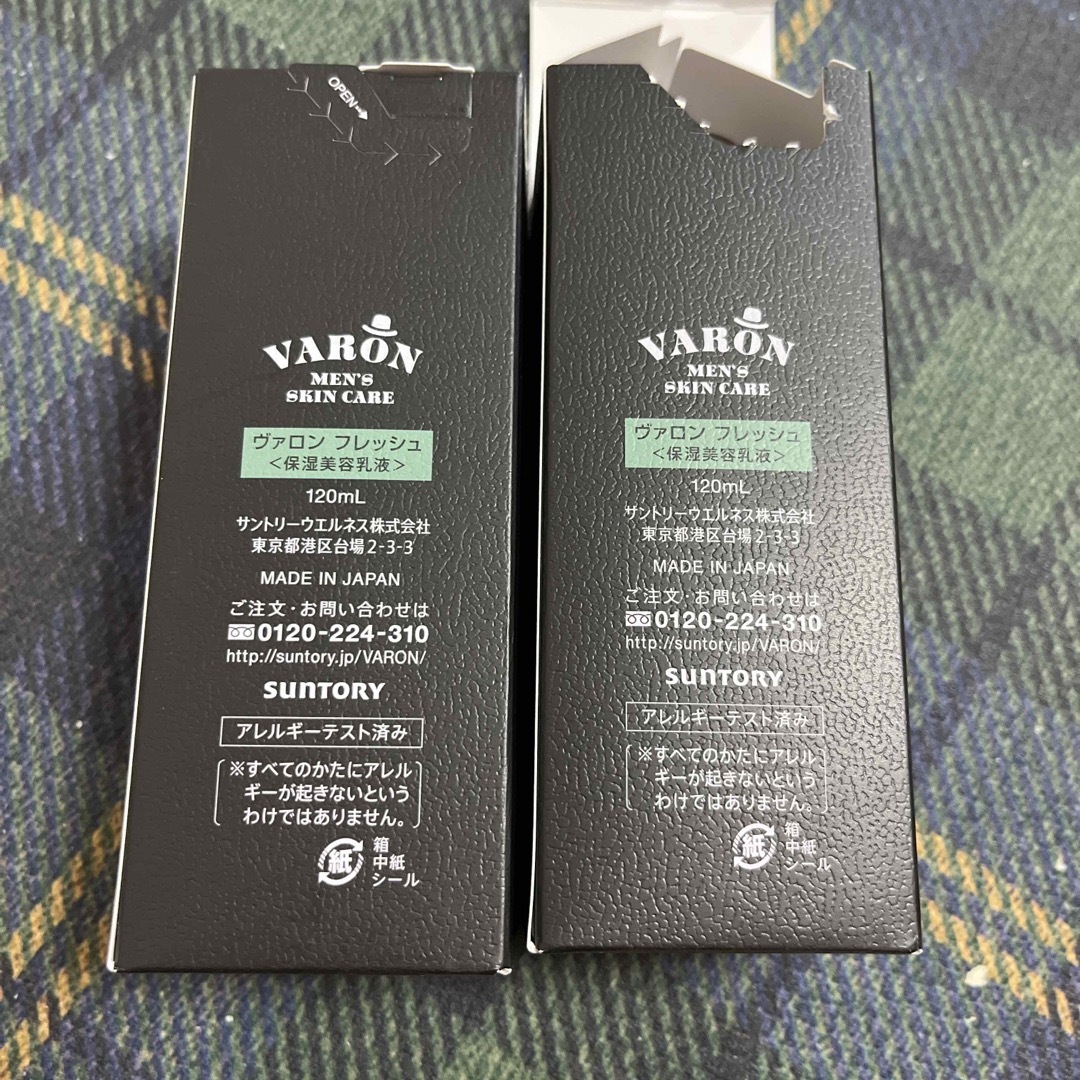 OPEN→
VARON
MEN'S
SKIN CARE
ヴァロン フレッシュ
<保湿美容乳液>
120mL
サントリーウエルネス株式会社
東京都港区台場2-3-3
MADE IN JAPAN
ご注文・お問い合わせは
0120-224-310
http://suntory.jp/VARON/
SUNTORY
アレルギーテスト済み
※すべてのかたにアレル
ギーが起きないという
わけではありません。
紙
箱
中紙
シール
VARON
MEN'S
SKIN CARE
ヴァロン フレッシュ
<保湿美容乳液>
120mL
サントリーウエルネス株式会社
東京都港区台場2-3-3
MADE IN JAPAN
ご注文・お問い合わせは
0120-224-310
http://suntory.jp/VARON/
SUNTORY
アレルギーテスト済み
※すべてのかたにアレル
ギーが起きないという
わけではありません。
紙
箱
中紙
シール